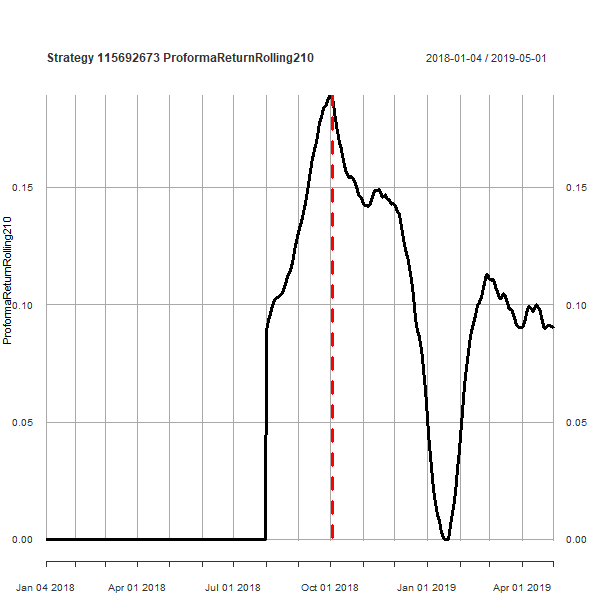 Strategy 115692673 ProformaReturnRolling210
2018-01-04 / 2019-05-01
ProformaReturnRolling210
0.15
0.10
0.05
0.00
0.15
0.10
0.05
0.00
Jan 04 2018
Apr 01 2018
Jul 01 2018
Oct 01 2018
Jan 01 2019
Apr 01 2019